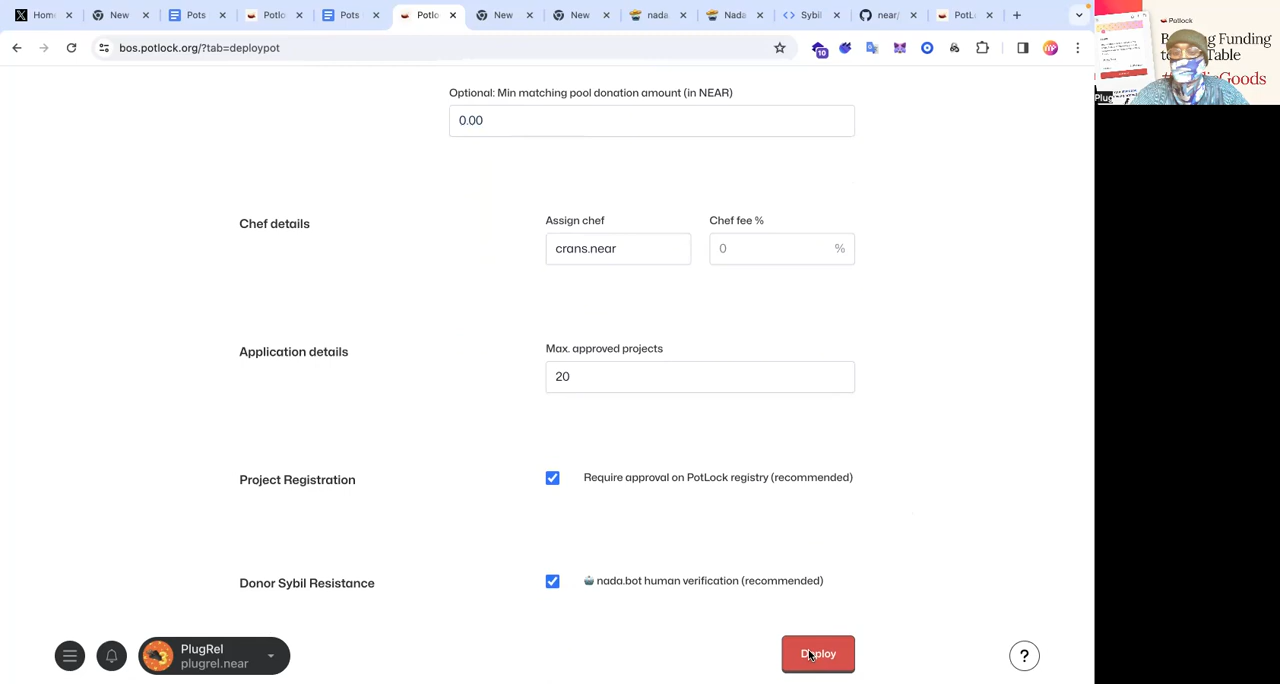 Home
New
Pots
Potlo
Pots
Potlo
New
New
nada
Nada
Sybil
near/
PotL
bos.potlock.org/?tab=deploypot
10
MP
Potlock
Funding
Table
Goods
Plug
Optional: Min matching pool donation amount (in NEAR)
0.00
Chef details
Assign chef
Chef fee %
crans.near
0
%
Application details
Max. approved projects
20
Project Registration
Require approval on PotLock registry (recommended)
Donor Sybil Resistance
nada.bot human verification (recommended)
PlugRel
plugrel.near
Deploy
?